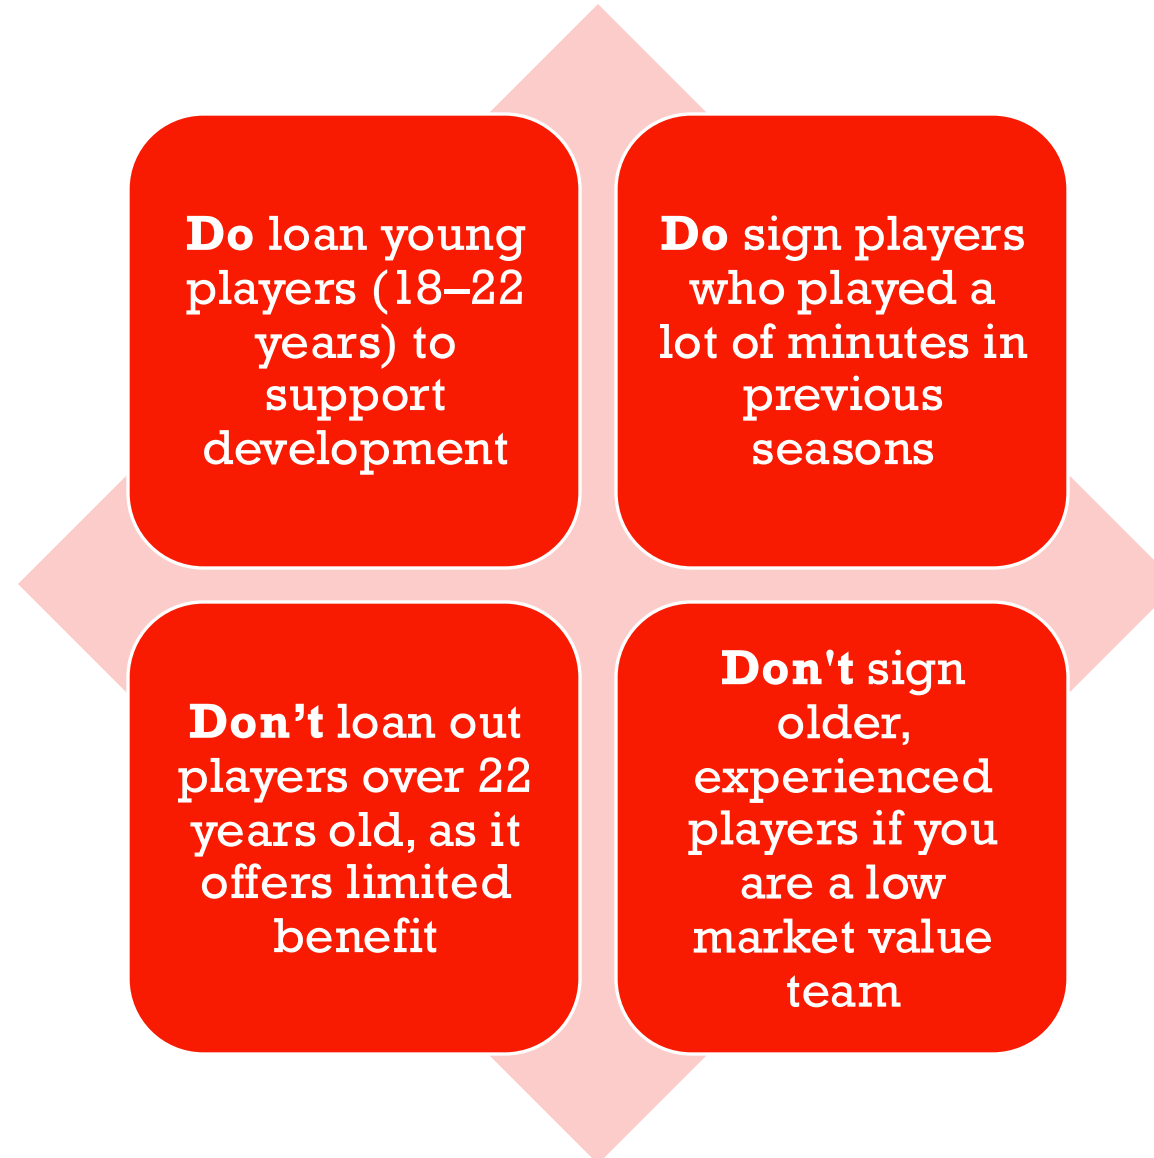 Do loan young
players (18–22
years) to
support
development
Do sign players
who played a
lot of minutes in
previous
seasons
Don’t loan out
players over 22
years old, as it
offers limited
benefit
Don't sign
older,
experienced
players if you
are a low
market value
team